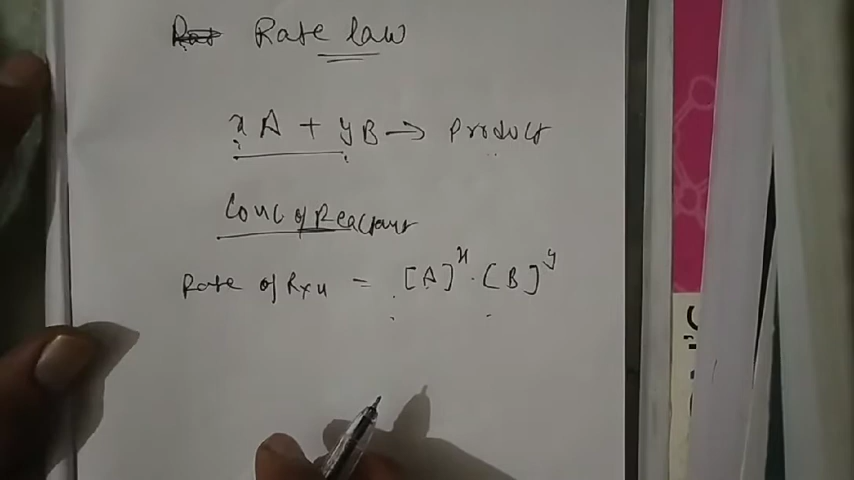 Rate law
xA + yB → Product
Conc of Reactant
Rate of Rxn = [A]^x . [B]^y